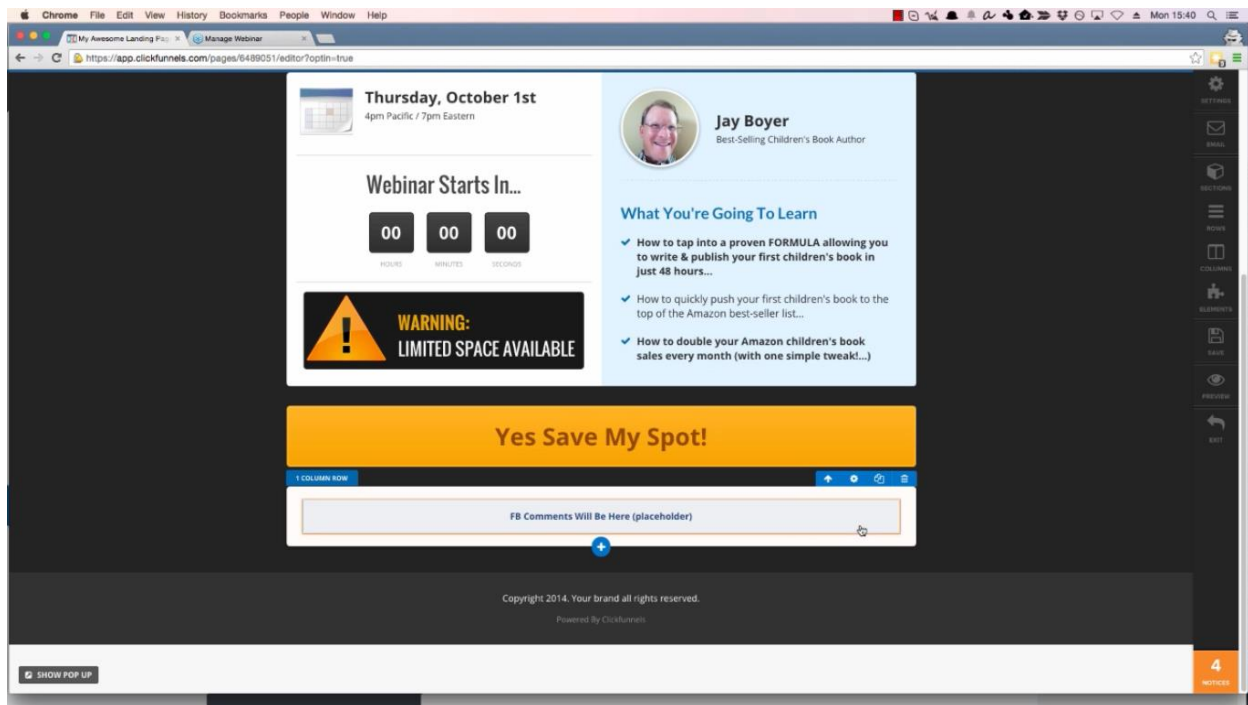 Chrome File Edit View History Bookmarks People Window Help
Mon 15:40
My Awesome Landing Pag
Manage Webinar
https://app.clickfunnels.com/pages/6489051/editor?optin=true
Thursday, October 1st
4pm Pacific / 7pm Eastern
Webinar Starts In...
00 00 00
HOURS MINUTES SECONDS
WARNING:
LIMITED SPACE AVAILABLE
Jay Boyer
Best-Selling Children's Book Author
What You're Going To Learn
How to tap into a proven FORMULA allowing you
to write & publish your first children's book in
just 48 hours...
How to quickly push your first children's book to the
top of the Amazon best-seller list...
How to double your Amazon children's book
sales every month (with one simple tweak!...)
Yes Save My Spot!
1 COLUMN ROW
FB Comments Will Be Here (placeholder)
Copyright 2014. Your brand all rights reserved.
Powered By Clickfunnels
SHOW POP UP
SETTINGS
EMAIL
SECTIONS
ROWS
COLUMNS
ELEMENTS
SAVE
PREVIEW
EXIT
4
NOTICES